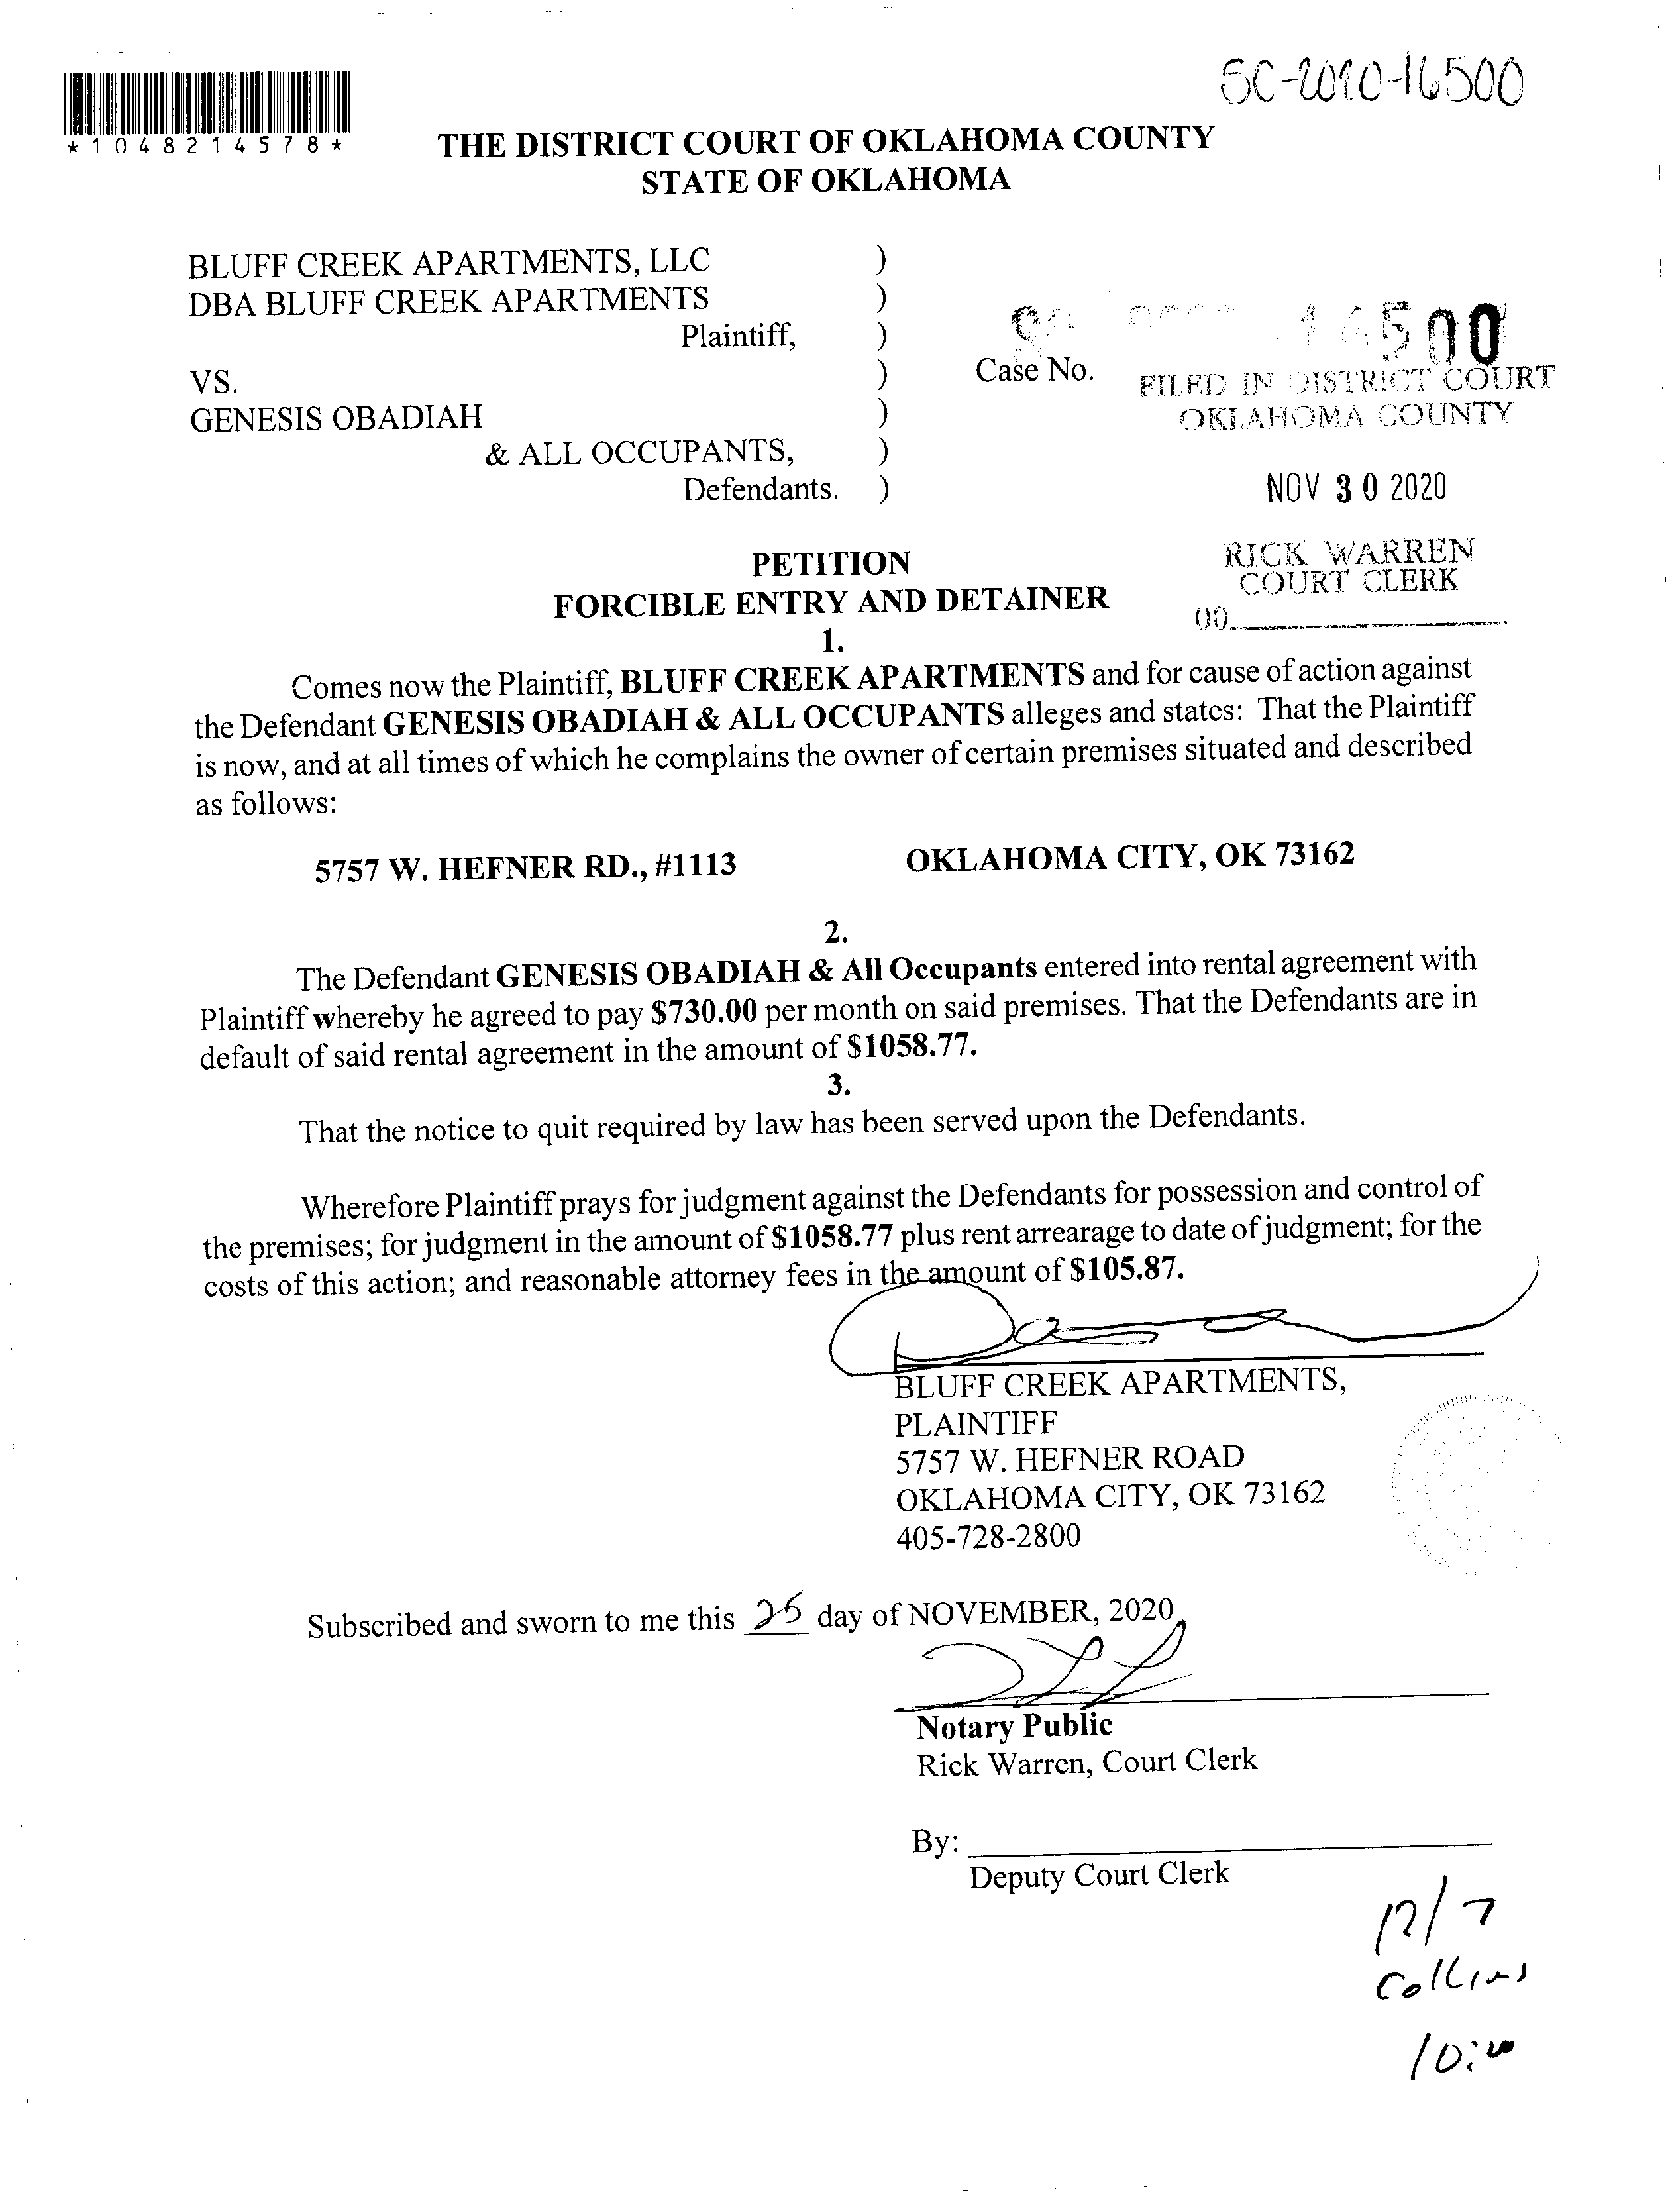 SC-2020-16500
*1048214578*
THE DISTRICT COURT OF OKLAHOMA COUNTY
STATE OF OKLAHOMA
BLUFF CREEK APARTMENTS, LLC )
DBA BLUFF CREEK APARTMENTS )
Plaintiff, )
VS. )
GENESIS OBADIAH )
& ALL OCCUPANTS, )
Defendants. )
500
Case No.
FILED IN DISTRICT COURT
OKLAHOMA COUNTY
NOV 30 2020
RICK WARREN
COURT CLERK
PETITION
FORCIBLE ENTRY AND DETAINER
1.
Comes now the Plaintiff, BLUFF CREEK APARTMENTS and for cause of action against
the Defendant GENESIS OBADIAH & ALL OCCUPANTS alleges and states: That the Plaintiff
is now, and at all times of which he complains the owner of certain premises situated and described
as follows:
5757 W. HEFNER RD., #1113 OKLAHOMA CITY, OK 73162
2.
The Defendant GENESIS OBADIAH & All Occupants entered into rental agreement with
Plaintiff whereby he agreed to pay $730.00 per month on said premises. That the Defendants are in
default of said rental agreement in the amount of $1058.77.
3.
That the notice to quit required by law has been served upon the Defendants.
Wherefore Plaintiff prays for judgment against the Defendants for possession and control of
the premises; for judgment in the amount of $1058.77 plus rent arrearage to date of judgment; for the
costs of this action; and reasonable attorney fees in the amount of $105.87.
BLUFF CREEK APARTMENTS,
PLAINTIFF
5757 W. HEFNER ROAD
OKLAHOMA CITY, OK 73162
405-728-2800
Subscribed and sworn to me this 25 day of NOVEMBER, 2020.
Notary Public
Rick Warren, Court Clerk
By:
Deputy Court Clerk
12/7
Collins
10:00